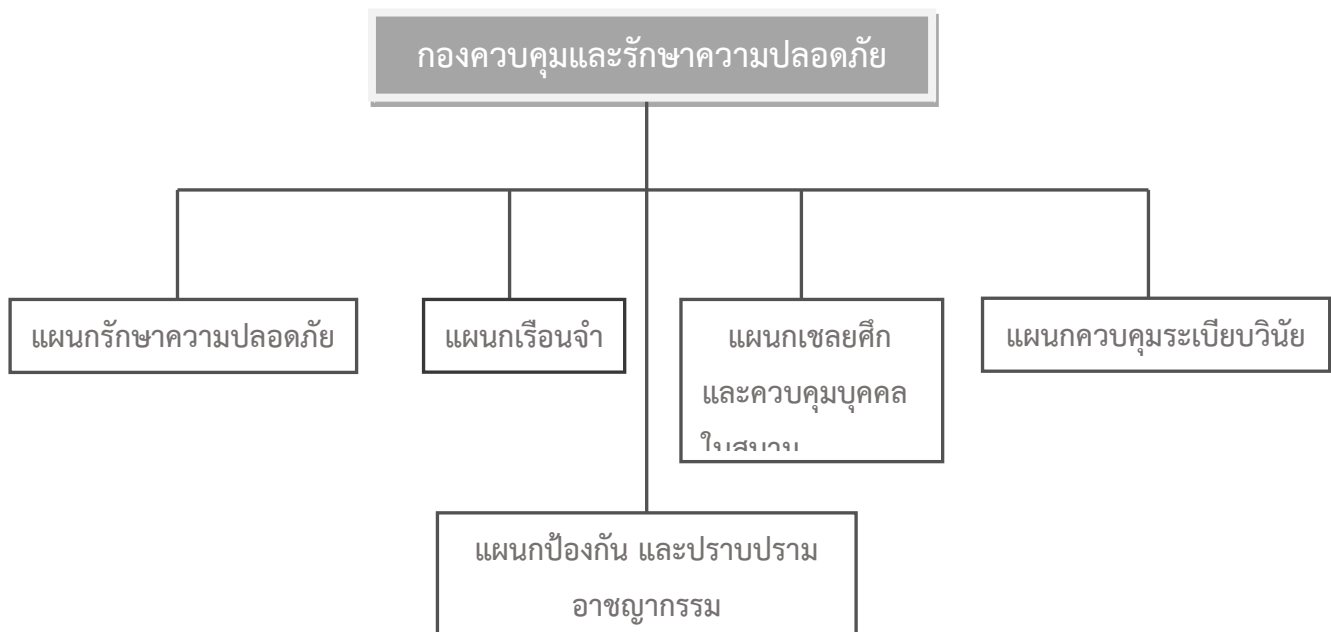 กองควบคุมและรักษาความปลอดภัย
แผนกรักษาความปลอดภัย
แผนกเรือนจำ
แผนกเชลยศึก
และควบคุมบุคคล
แผนกควบคุมระเบียบวินัย
แผนกป้องกัน และปราบปราม
อาชญากรรม